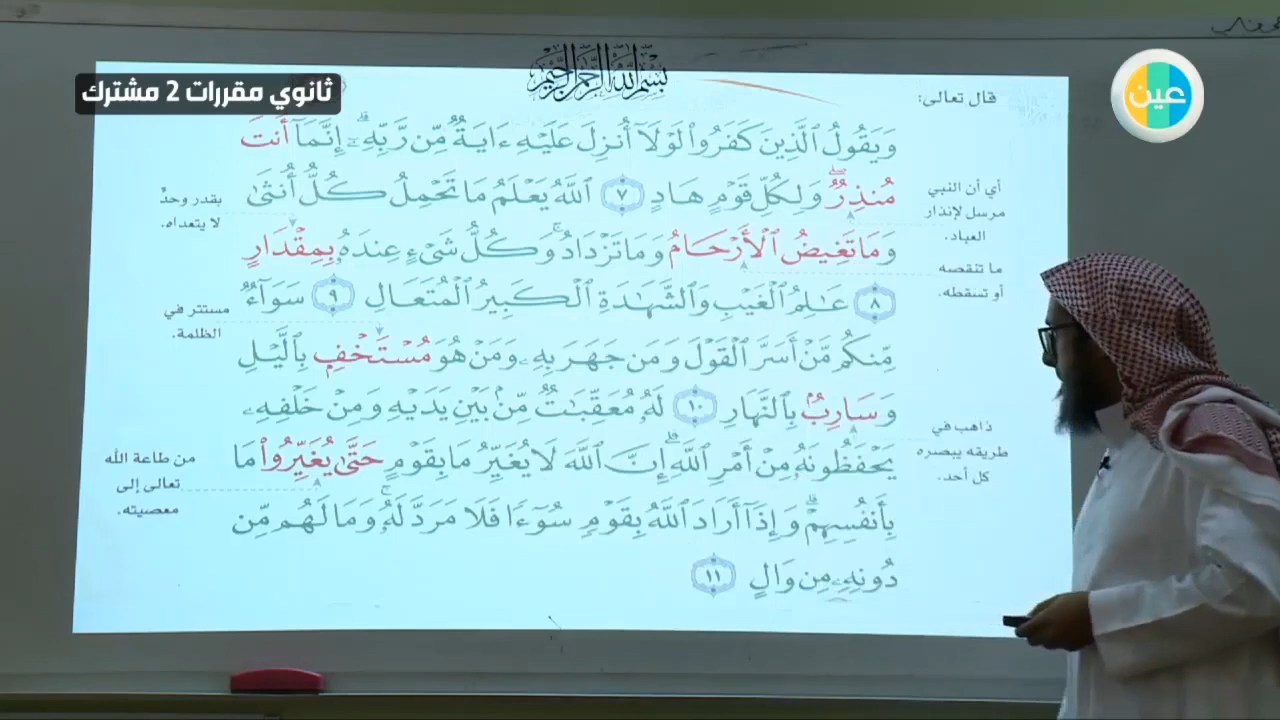 ثانوي مقررات 2 مشترك
عين
بِسْمِ اللَّهِ الرَّحْمَٰنِ الرَّحِيمِ
قال تعالى:
وَيَقُولُ ٱلَّذِينَ كَفَرُوا۟ لَوْلَآ أُنزِلَ عَلَيْهِ ءَايَةٌ مِّن رَّبِّهِۦٓ ۗ إِنَّمَآ أَنتَ
مُنذِرٌ ۖ وَلِكُلِّ قَوْمٍ هَادٍ ٧ ٱللَّهُ يَعْلَمُ مَا تَحْمِلُ كُلُّ أُنثَىٰ
وَمَا تَغِيضُ ٱلْأَرْحَامُ وَمَا تَزْدَادُ ۖ وَكُلُّ شَىْءٍ عِندَهُۥ بِمِقْدَارٍ
٨ عَٰلِمُ ٱلْغَيْبِ وَٱلشَّهَٰدَةِ ٱلْكَبِيرُ ٱلْمُتَعَالِ ٩ سَوَآءٌ
مِّنكُم مَّنْ أَسَرَّ ٱلْقَوْلَ وَمَن جَهَرَ بِهِۦ وَمَنْ هُوَ مُسْتَخْفٍۭ بِٱلَّيْلِ
وَسَارِبٌۢ بِٱلنَّهَارِ ١٠ لَهُۥ مُعَقِّبَٰتٌ مِّنۢ بَيْنِ يَدَيْهِ وَمِنْ خَلْفِهِۦ
يَحْفَظُونَهُۥ مِنْ أَمْرِ ٱللَّهِ ۗ إِنَّ ٱللَّهَ لَا يُغَيِّرُ مَا بِقَوْمٍ حَتَّىٰ يُغَيِّرُوا۟ مَا
بِأَنفُسِهِمْ ۗ وَإِذَآ أَرَادَ ٱللَّهُ بِقَوْمٍ سُوٓءًا فَلَا مَرَدَّ لَهُۥ ۚ وَمَا لَهُم مِّن
دُونِهِۦ مِن وَالٍ ١١
أي أن النبي
مرسل لإنذار
العباد.
ما تنقصه
أو تسقطه.
ذاهب في
طريقه يبصره
كل أحد.
بقدر وحدٍّ
لا يتعداه.
مستتر في
الظلمة.
من طاعة الله
تعالى إلى
معصيته.